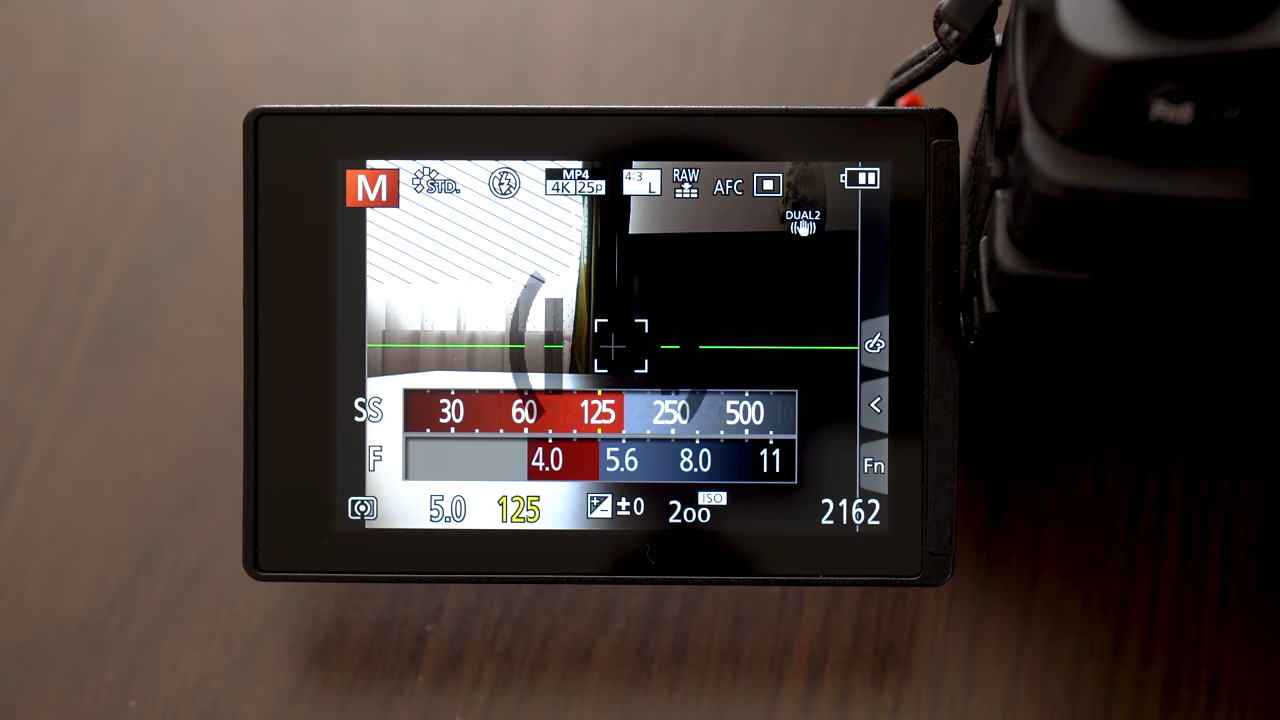 M STD. MP4 4K 25p 4:3 L RAW AFC
DUAL2
SS 30 60 125 250 500
F 4.0 5.6 8.0 11
Fn
5.0 125 ±0 200 ISO 2162